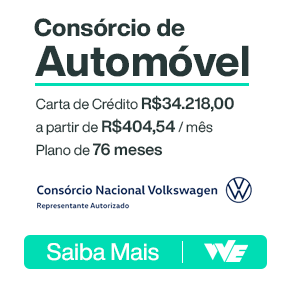 Consórcio de
Automóvel
Carta de Crédito R$34.218,00
a partir de R$404,54 / mês
Plano de 76 meses
Consórcio Nacional Volkswagen
Representante Autorizado
Saiba Mais | WE